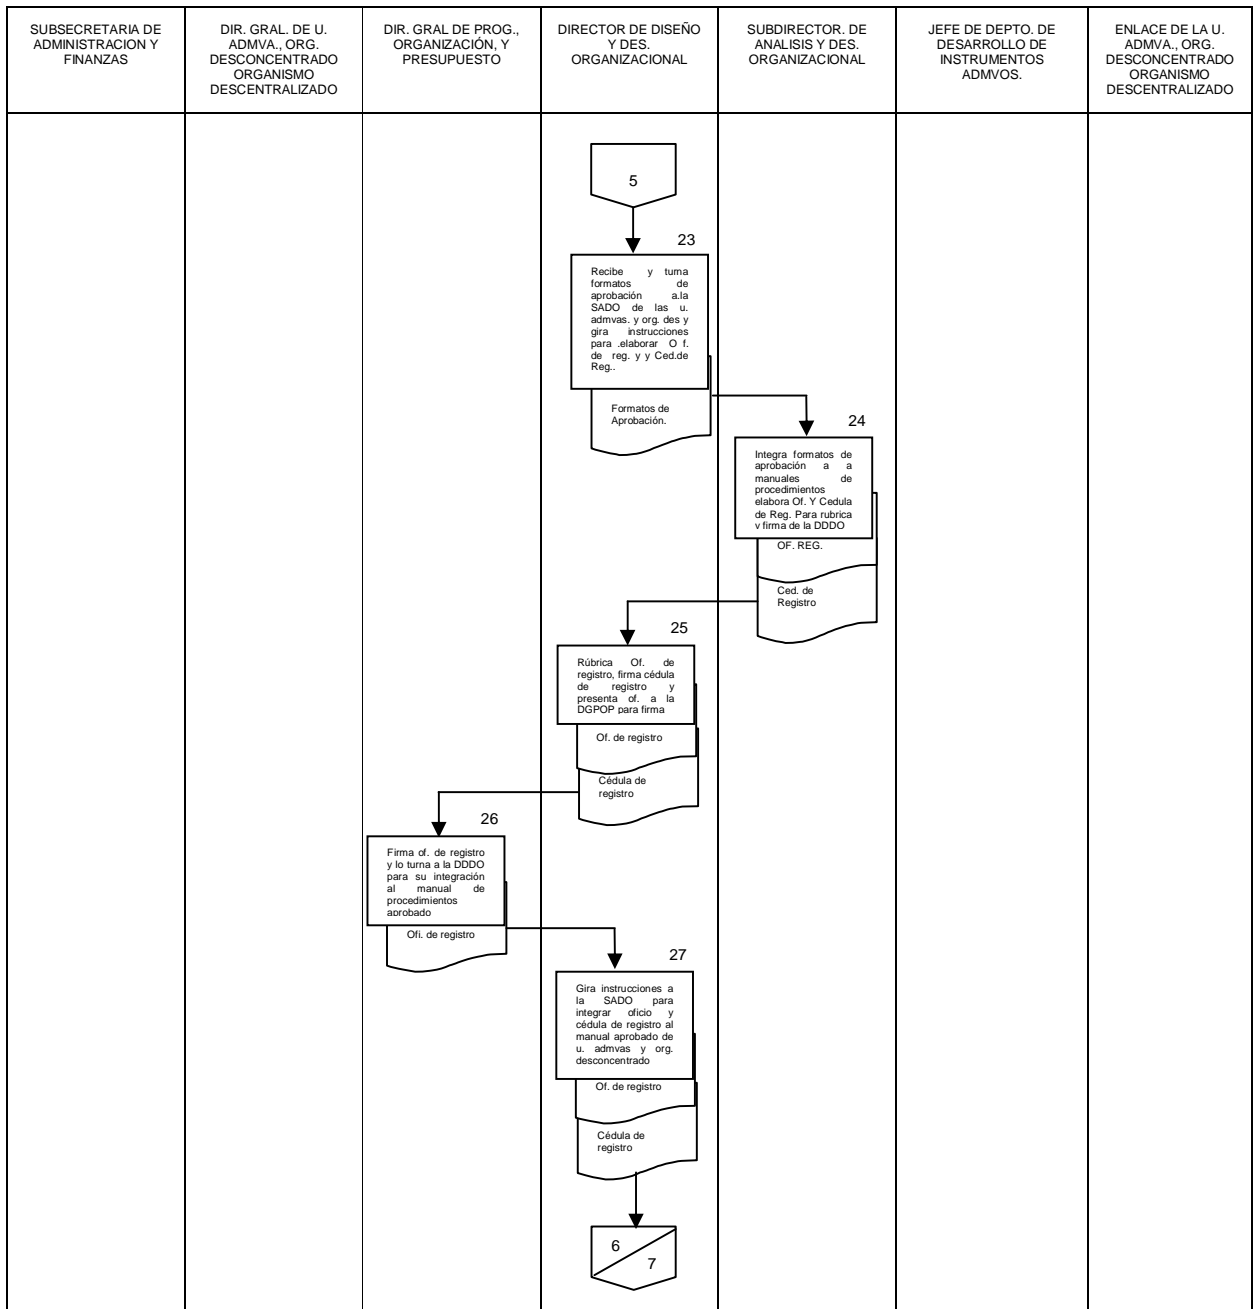 SUBSECRETARIA DE
ADMINISTRACION Y
FINANZAS
DIR. GRAL. DE U.
ADMVA., ORG.
DESCONCENTRADO
ORGANISMO
DESCENTRALIZADO
DIR. GRAL DE PROG.,
ORGANIZACIÓN, Y
PRESUPUESTO
DIRECTOR DE DISEÑO
Y DES.
ORGANIZACIONAL
SUBDIRECTOR. DE
ANALISIS Y DES.
ORGANIZACIONAL
JEFE DE DEPTO. DE
DESARROLLO DE
INSTRUMENTOS
ADMVOS.
ENLACE DE LA U.
ADMVA., ORG.
DESCONCENTRADO
ORGANISMO
DESCENTRALIZADO
5
23
Recibe y turna
formatos de
aprobación a.la
SADO de las u.
admvas. y org. des y
gira instrucciones
para .elaborar O f.
de reg. y y Ced.de
Reg..
Formatos de
Aprobación.
24
Integra formatos de
aprobación a a
manuales de
procedimientos
elabora Of. Y Cedula
de Reg. Para rubrica
y firma de la DDDO
OF. REG.
Ced. de
Registro
25
Rúbrica Of. de
registro, firma cédula
de registro y
presenta of. a la
DGPOP para firma
Of. de registro
Cédula de
registro
26
Firma of. de registro
y lo turna a la DDDO
para su integración
al manual de
procedimientos
aprobado
Ofi. de registro
27
Gira instrucciones a
la SADO para
integrar oficio y
cédula de registro al
manual aprobado de
u. admvas y org.
desconcentrado
Of. de registro
Cédula de
registro
6
7